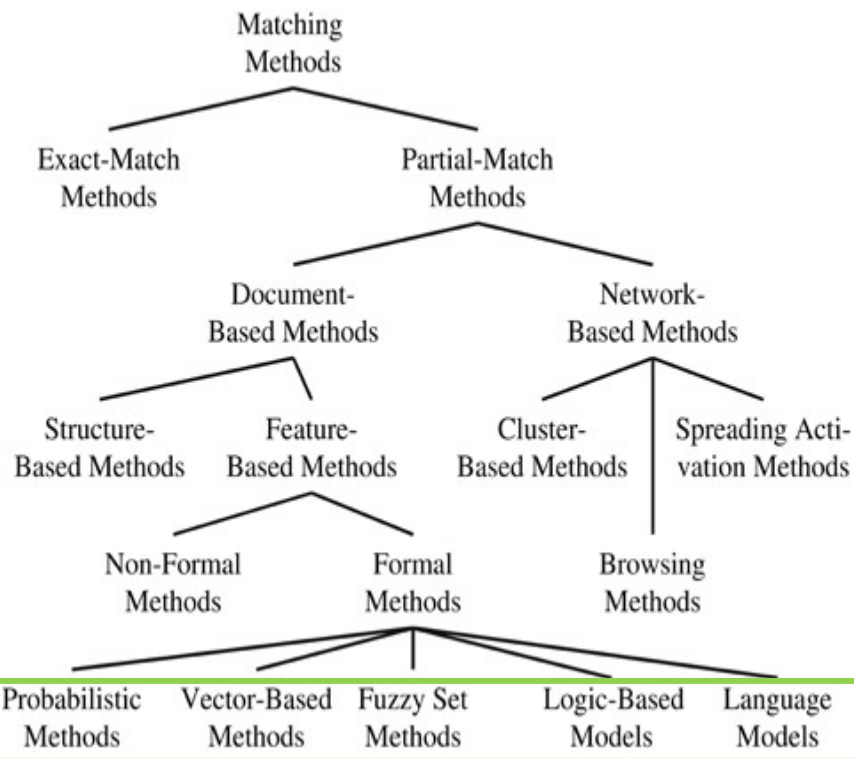 Matching
Methods
Exact-Match
Methods
Partial-Match
Methods
Document-
Based Methods
Network-
Based Methods
Structure-
Based Methods
Feature-
Based Methods
Cluster-
Based Methods
Spreading Acti-
vation Methods
Non-Formal
Methods
Formal
Methods
Browsing
Methods
Probabilistic
Methods
Vector-Based
Methods
Fuzzy Set
Methods
Logic-Based
Models
Language
Models